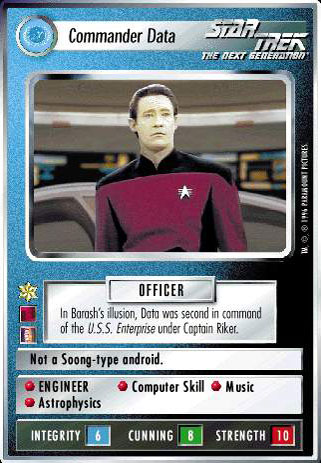 Commander Data
STAR TREK
THE NEXT GENERATION
TM, ©, ® 1996 PARAMOUNT PICTURES
OFFICER
In Barash's illusion, Data was second in command
of the U.S.S. Enterprise under Captain Riker.
Not a Soong-type android.
ENGINEER Computer Skill Music
Astrophysics
INTEGRITY 6 CUNNING 8 STRENGTH 10